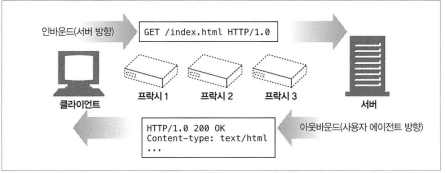 인바운드(서버 방향)
GET /index.html HTTP/1.0
클라이언트
프락시 1
프락시 2
프락시 3
서버
HTTP/1.0 200 OK
Content-type: text/html
...
아웃바운드(사용자 에이전트 방향)